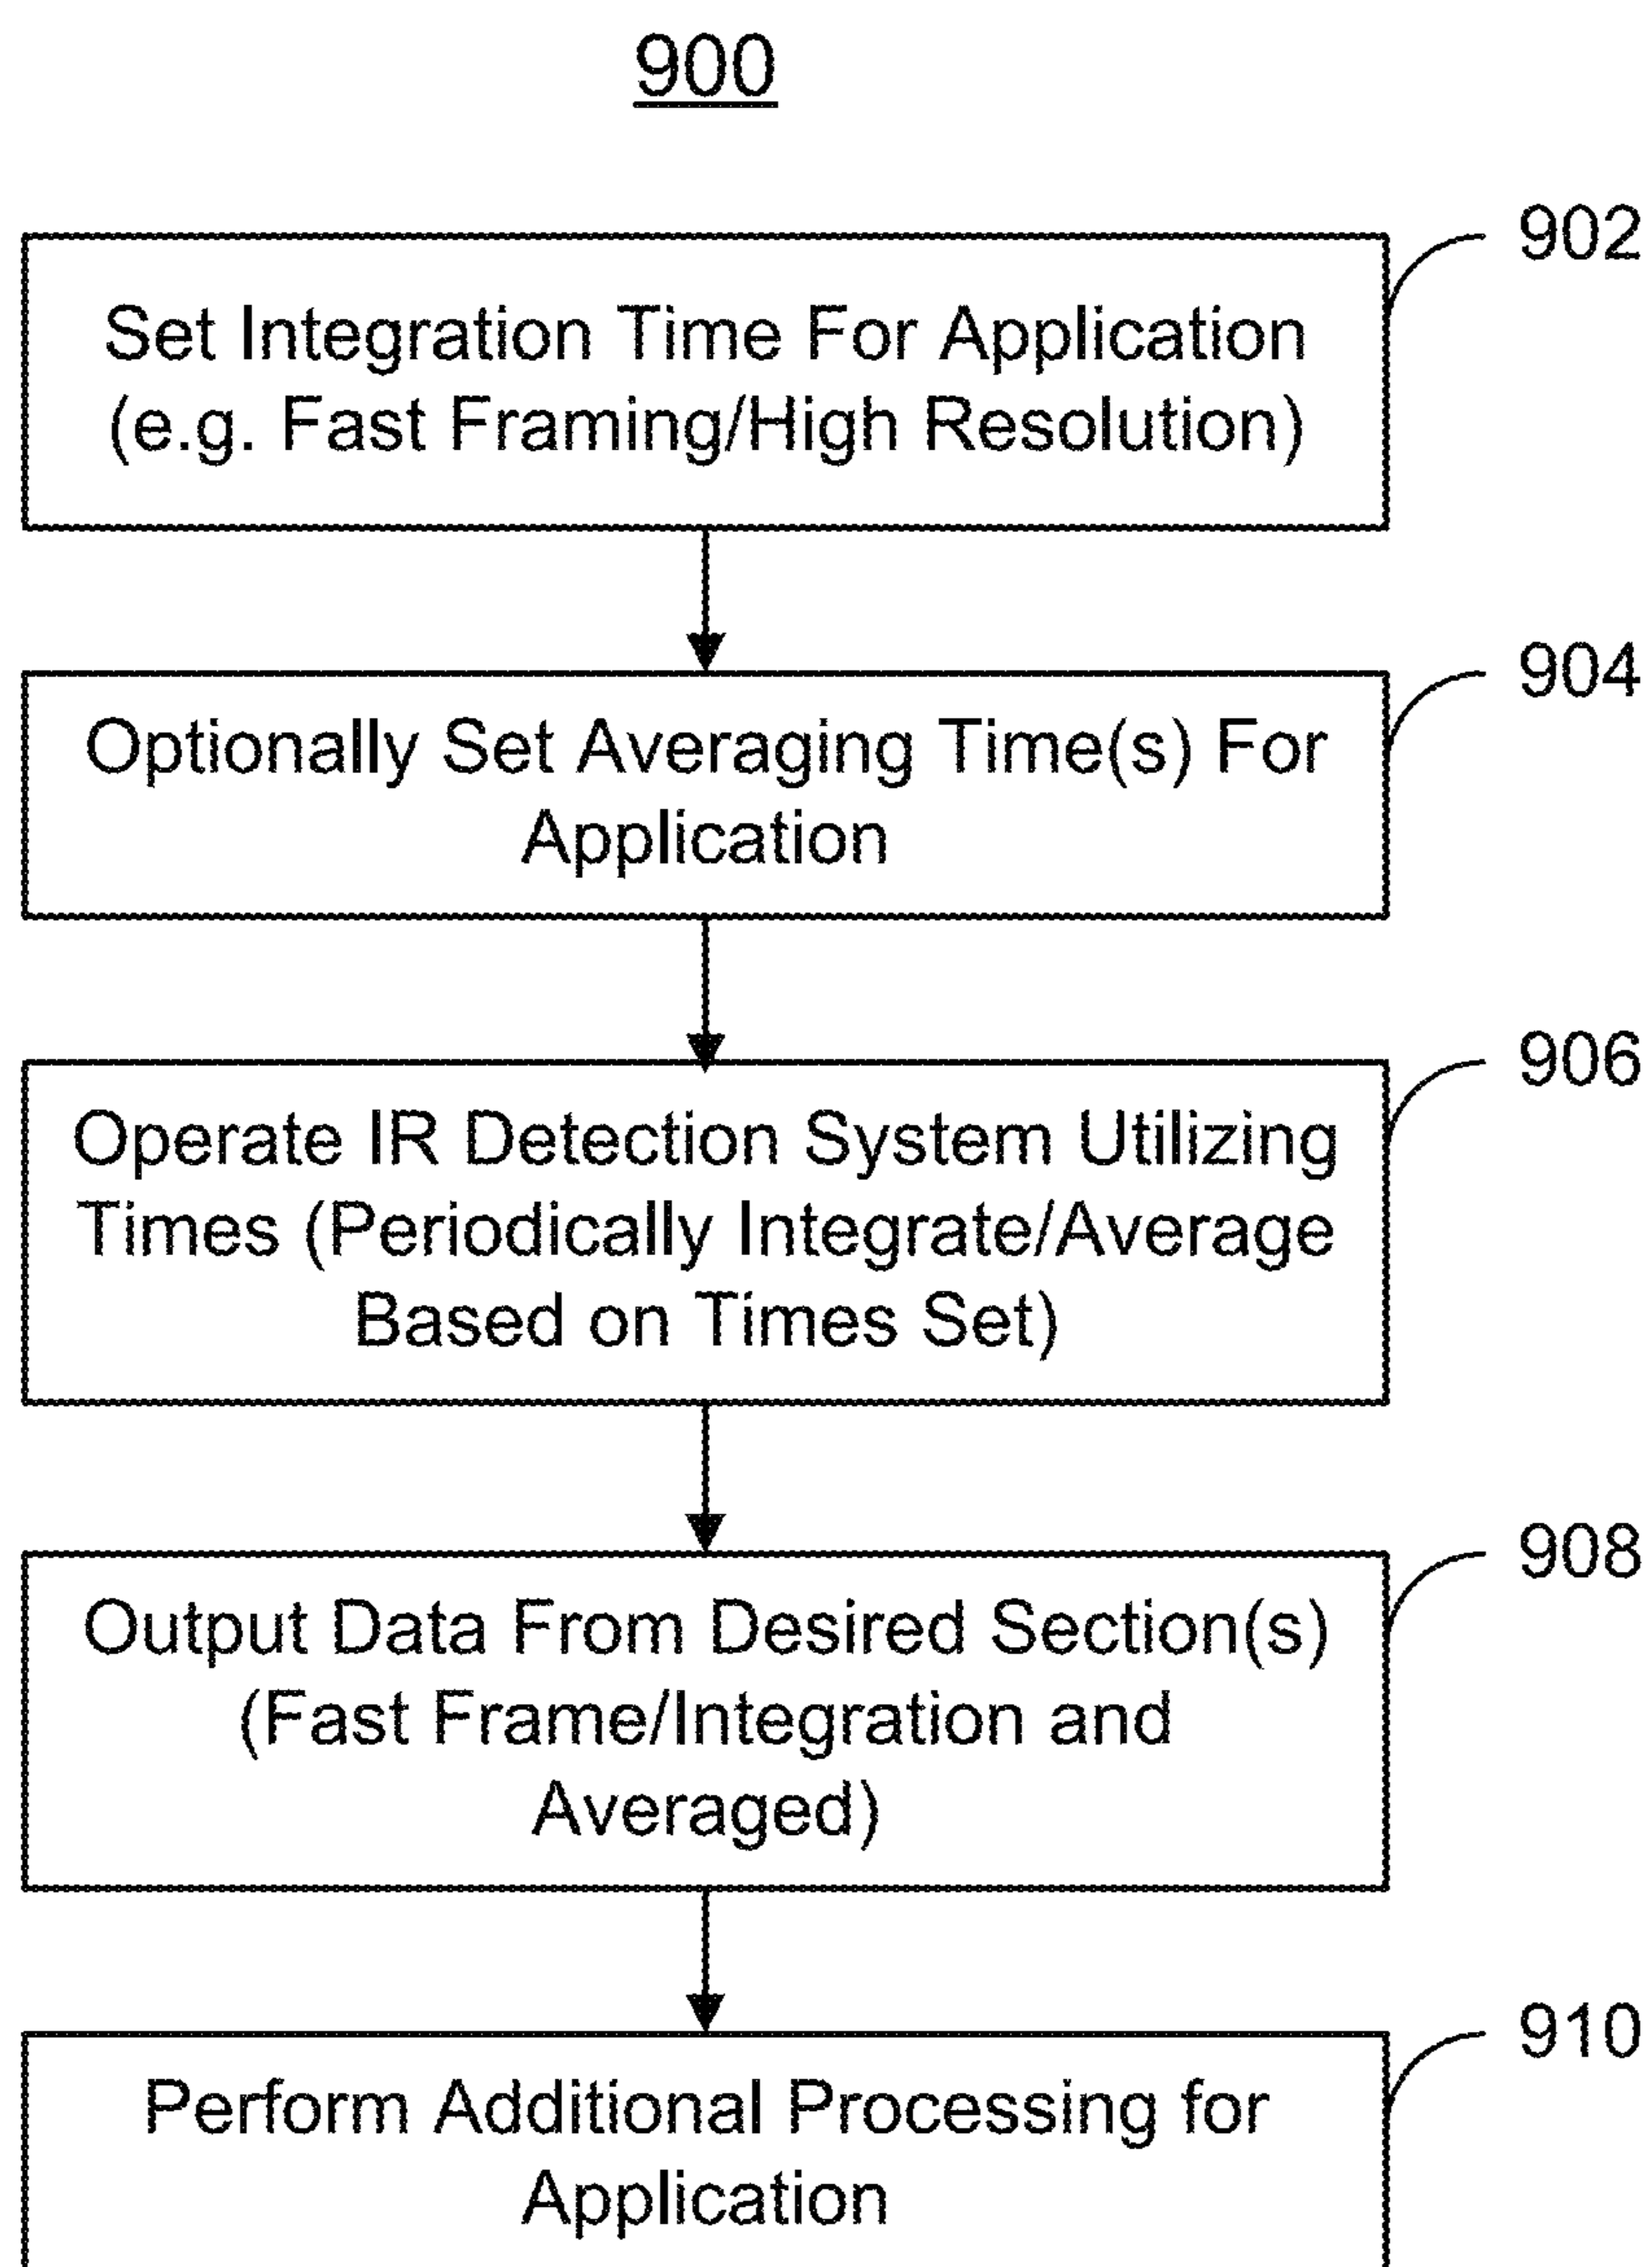 900
902
Set Integration Time For Application
(e.g. Fast Framing/High Resolution)
904
Optionally Set Averaging Time(s) For
Application
906
Operate IR Detection System Utilizing
Times (Periodically Integrate/Average
Based on Times Set)
908
Output Data From Desired Section(s)
(Fast Frame/Integration and
Averaged)
910
Perform Additional Processing for
Application